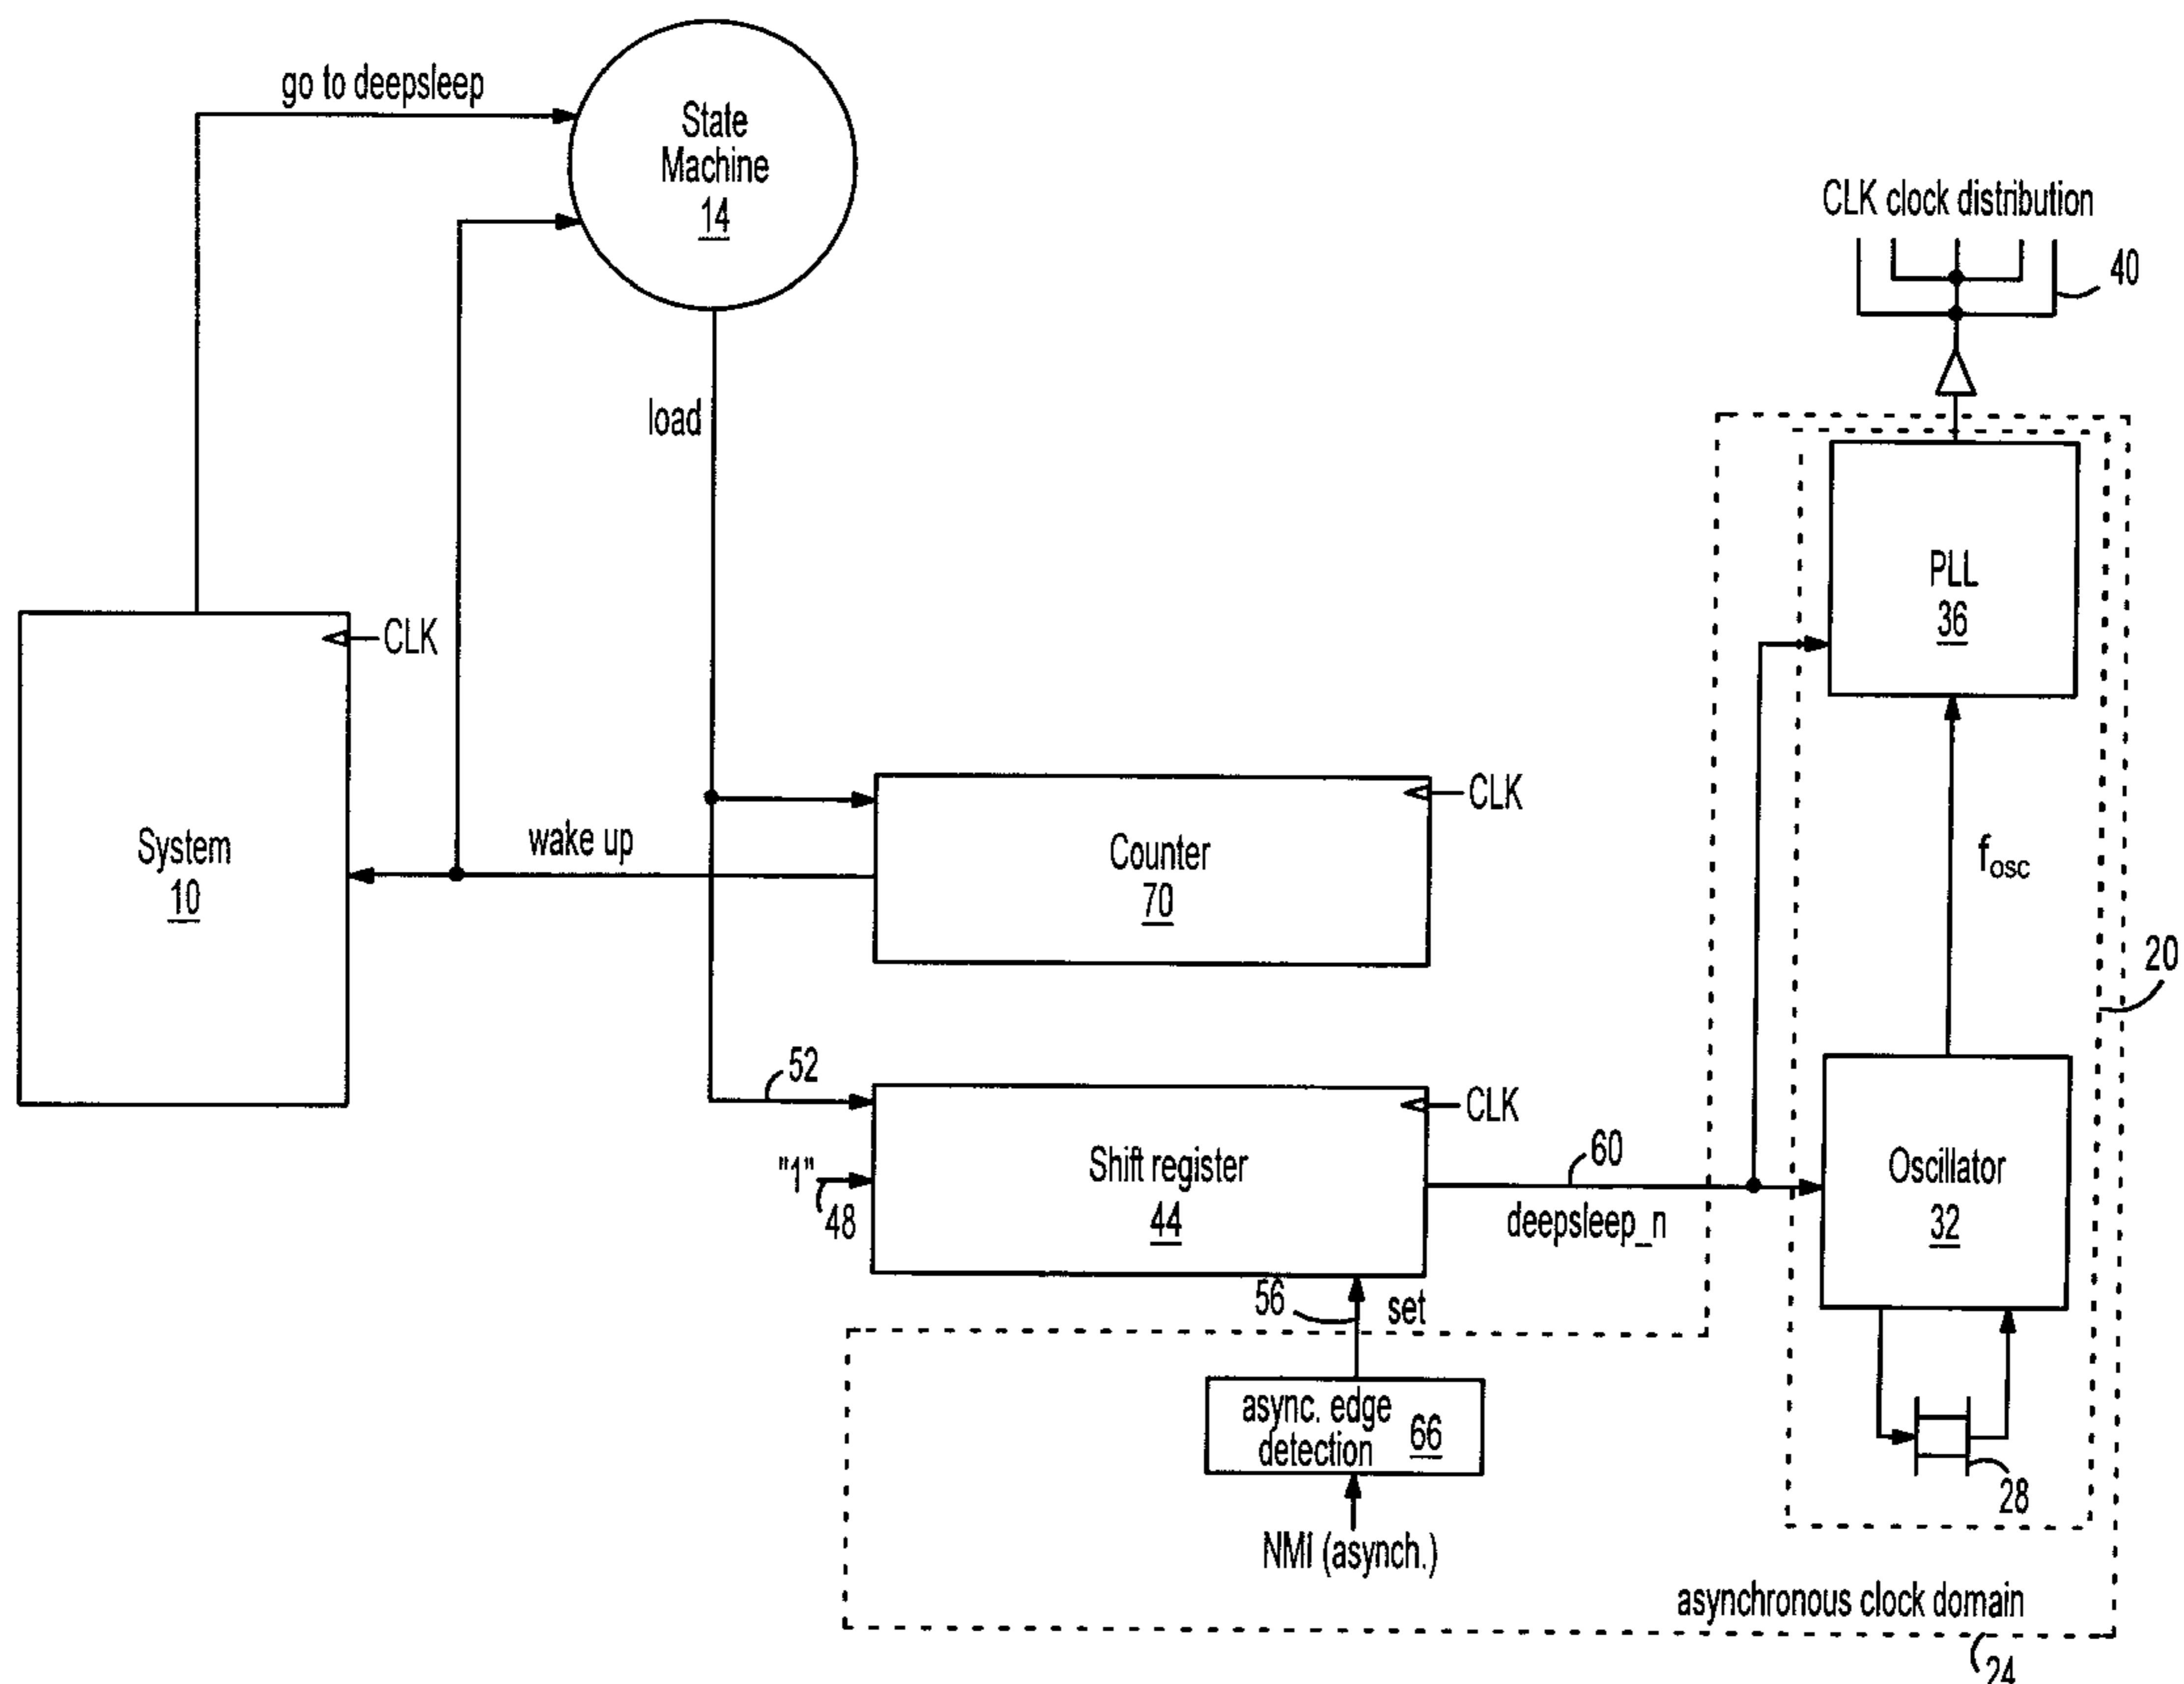 go to deepsleep
State
Machine
14
CLK clock distribution
40
load
PLL
36
CLK
CLK
System
10
wake up
Counter
70
fosc
20
52
CLK
"1"
48
Shift register
44
60
deepsleep_n
Oscillator
32
56
set
async. edge
detection
66
28
NMI (asynch.)
asynchronous clock domain
24